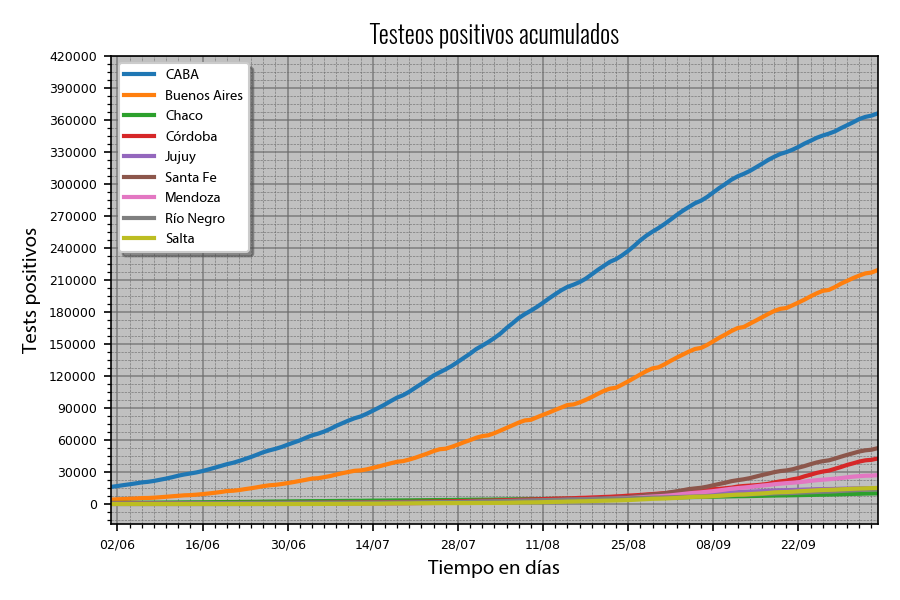 Testeos positivos acumulados
Tests positivos
420000
390000
360000
330000
300000
270000
240000
210000
180000
150000
120000
90000
60000
30000
0
CABA
Buenos Aires
Chaco
Córdoba
Jujuy
Santa Fe
Mendoza
Río Negro
Salta
02/06 16/06 30/06 14/07 28/07 11/08 25/08 08/09 22/09
Tiempo en días